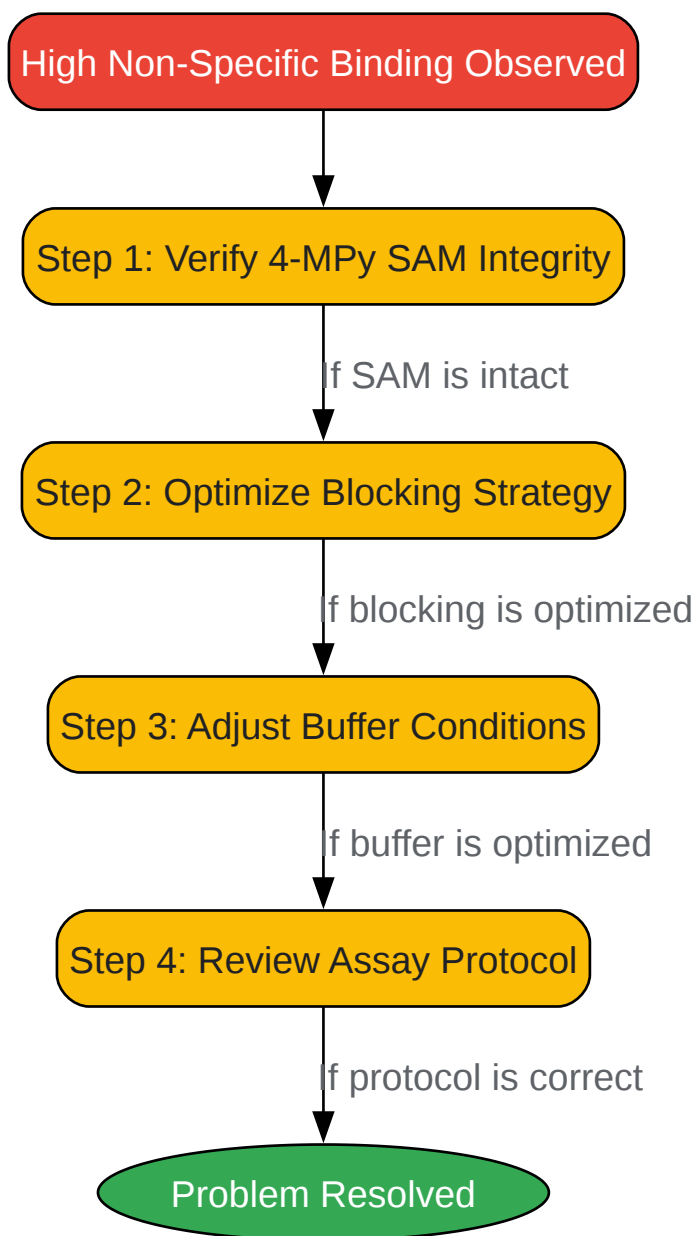 High Non-Specific Binding Observed
Step 1: Verify 4-MPy SAM Integrity
If SAM is intact
Step 2: Optimize Blocking Strategy
If blocking is optimized
Step 3: Adjust Buffer Conditions
If buffer is optimized
Step 4: Review Assay Protocol
If protocol is correct
Problem Resolved